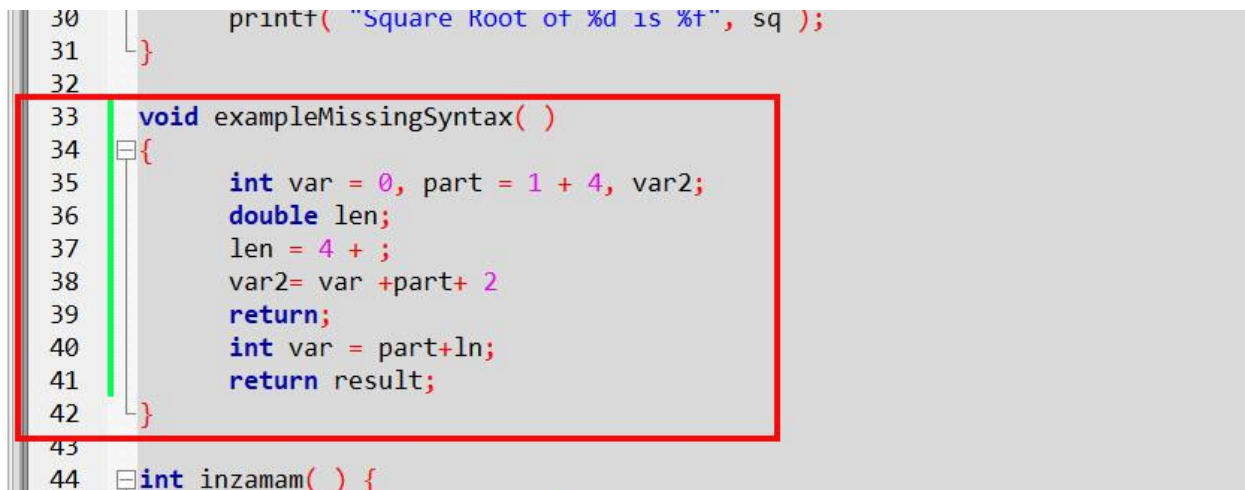 30 printf( "Square Root of %d is %f", sq );
31 }
32
33 void exampleMissingSyntax( )
34 {
35 int var = 0, part = 1 + 4, var2;
36 double len;
37 len = 4 + ;
38 var2= var +part+ 2
39 return;
40 int var = part+ln;
41 return result;
42 }
43
44 int inzamam( ) {